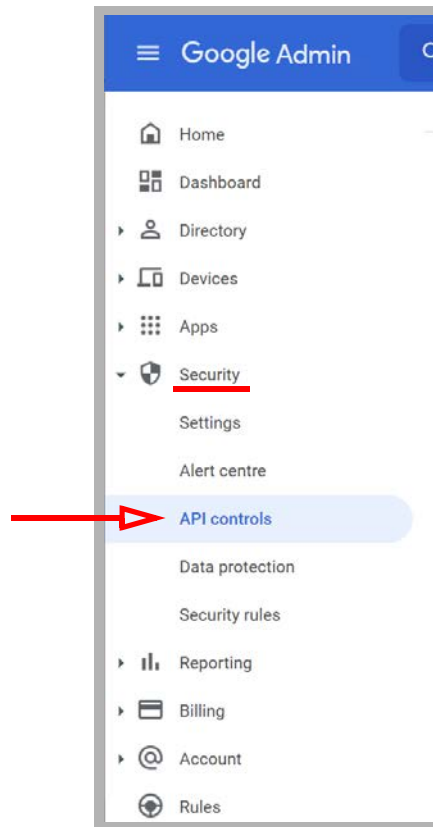 Google Admin
Home
Dashboard
Directory
Devices
Apps
Security
Settings
Alert centre
API controls
Data protection
Security rules
Reporting
Billing
Account
Rules